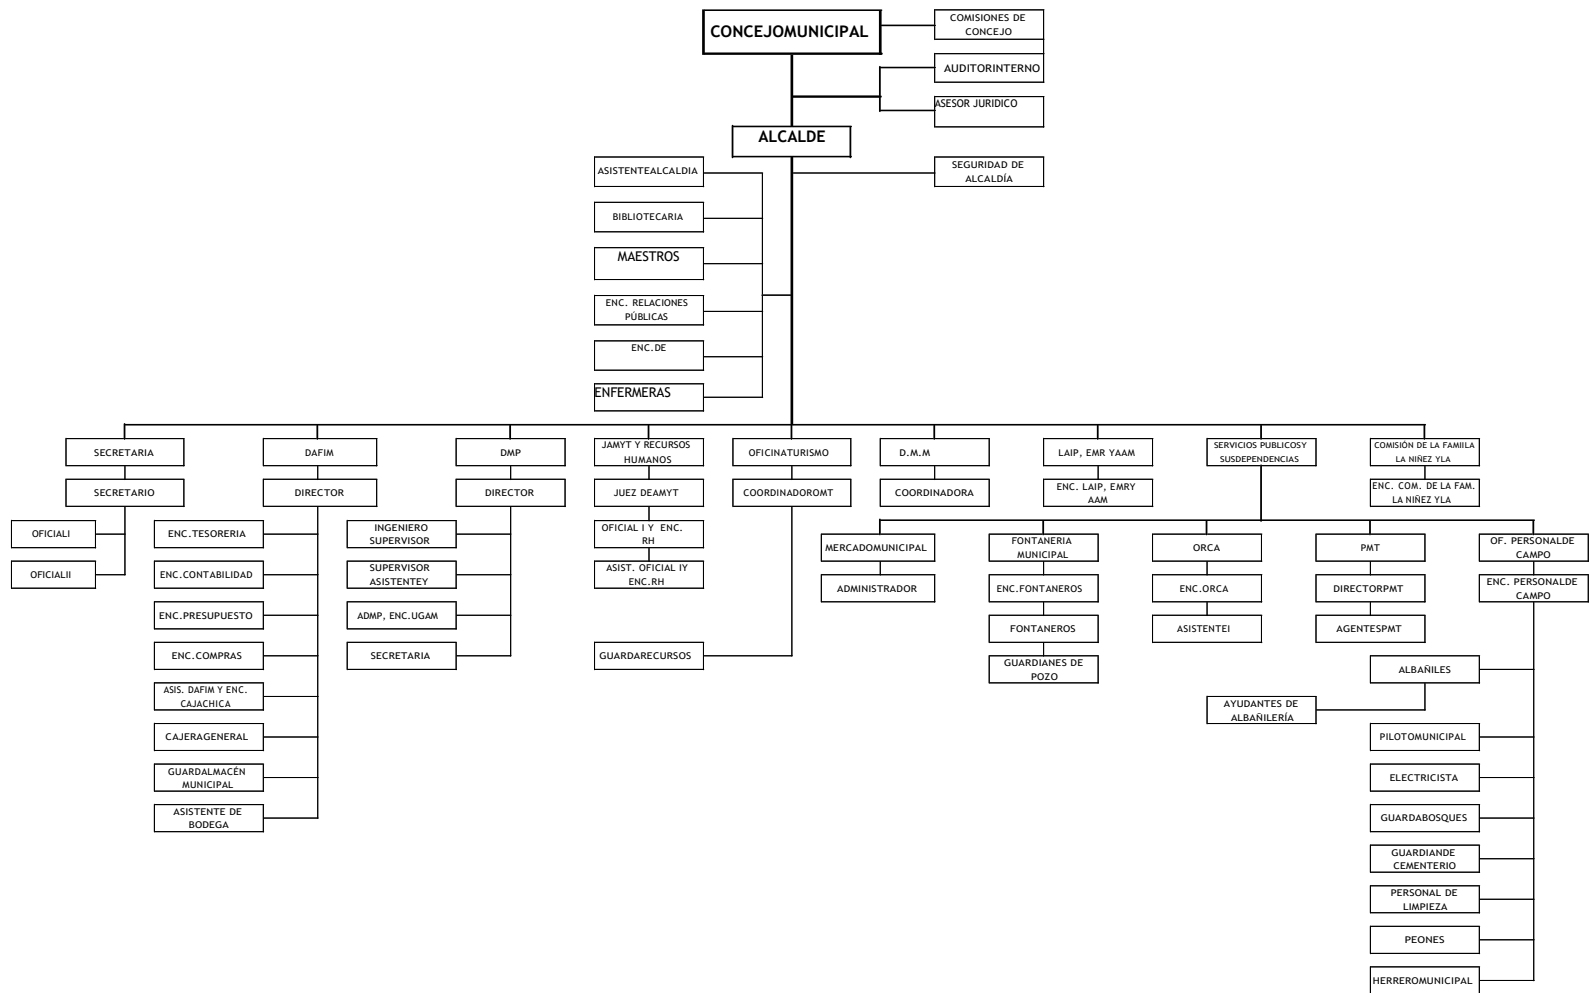 CONCEJOMUNICIPAL
COMISIONES DE
CONCEJO
AUDITORINTERNO
ASESOR JURIDICO
ALCALDE
SEGURIDAD DE
ALCALDÍA
ASISTENTEALCALDIA
BIBLIOTECARIA
MAESTROS
ENC. RELACIONES
PÚBLICAS
ENC.DE
ENFERMERAS
SECRETARIA
DAFIM
DMP
JAMYT Y RECURSOS
HUMANOS
OFICINATURISMO
D.M.M
LAIP, EMR YAAM
SERVICIOS PUBLICOSY
SUSDEPENDENCIAS
COMISIÓN DE LA FAMIILA
LA NIÑEZ YLA
SECRETARIO
DIRECTOR
DIRECTOR
JUEZ DEAMYT
COORDINADOROMT
COORDINADORA
ENC. LAIP, EMRY
AAM
ENC. COM. DE LA FAM.
LA NIÑEZ YLA
OFICIALI
OFICIALII
ENC.TESORERIA
ENC.CONTABILIDAD
ENC.PRESUPUESTO
ENC.COMPRAS
ASIS. DAFIM Y ENC.
CAJACHICA
CAJERAGENERAL
GUARDALMACÉN
MUNICIPAL
ASISTENTE DE
BODEGA
INGENIERO
SUPERVISOR
SUPERVISOR
ASISTENTEY
ADMP, ENC.UGAM
SECRETARIA
OFICIAL I Y ENC.
RH
ASIST. OFICIAL IY
ENC.RH
GUARDARECURSOS
MERCADOMUNICIPAL
ADMINISTRADOR
FONTANERIA
MUNICIPAL
ENC.FONTANEROS
FONTANEROS
GUARDIANES DE
POZO
ORCA
ENC.ORCA
ASISTENTEI
PMT
DIRECTORPMT
AGENTESPMT
OF. PERSONALDE
CAMPO
ENC. PERSONALDE
CAMPO
ALBAÑILES
AYUDANTES DE
ALBAÑILERÍA
PILOTOMUNICIPAL
ELECTRICISTA
GUARDABOSQUES
GUARDIANDE
CEMENTERIO
PERSONAL DE
LIMPIEZA
PEONES
HERREROMUNICIPAL